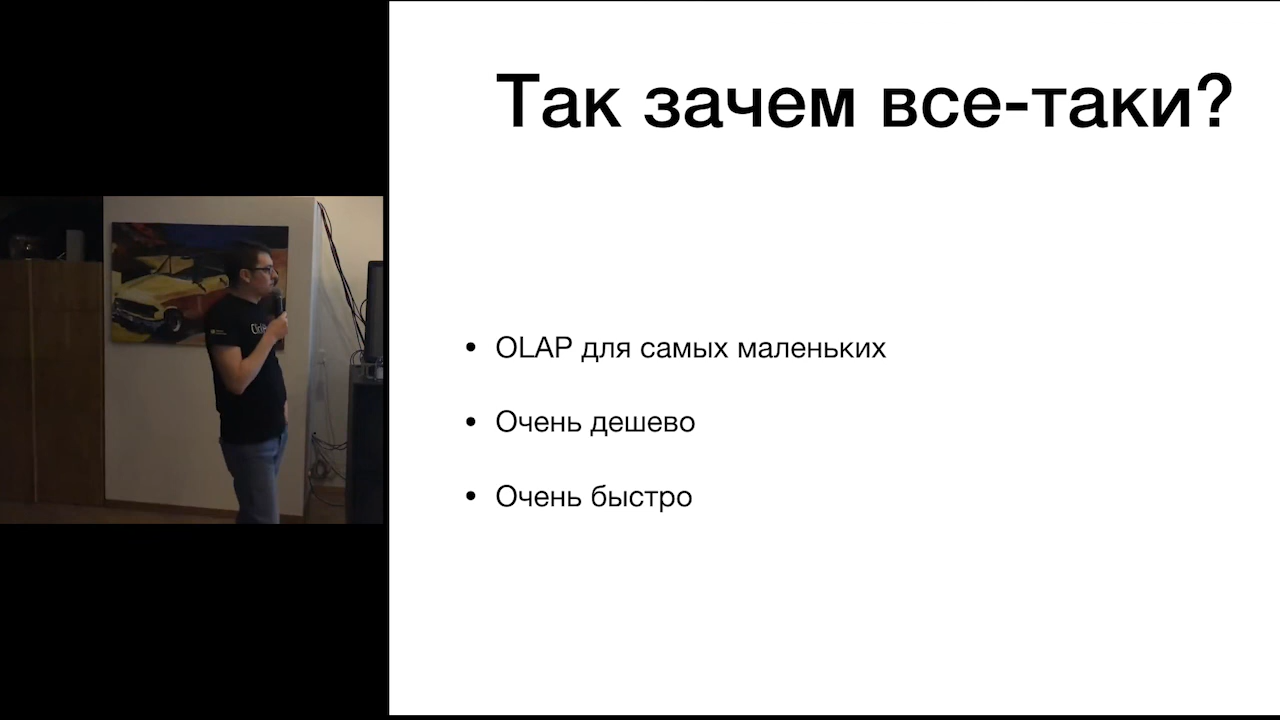 Так зачем все-таки?
• OLAP для самых маленьких
• Очень дешево
• Очень быстро